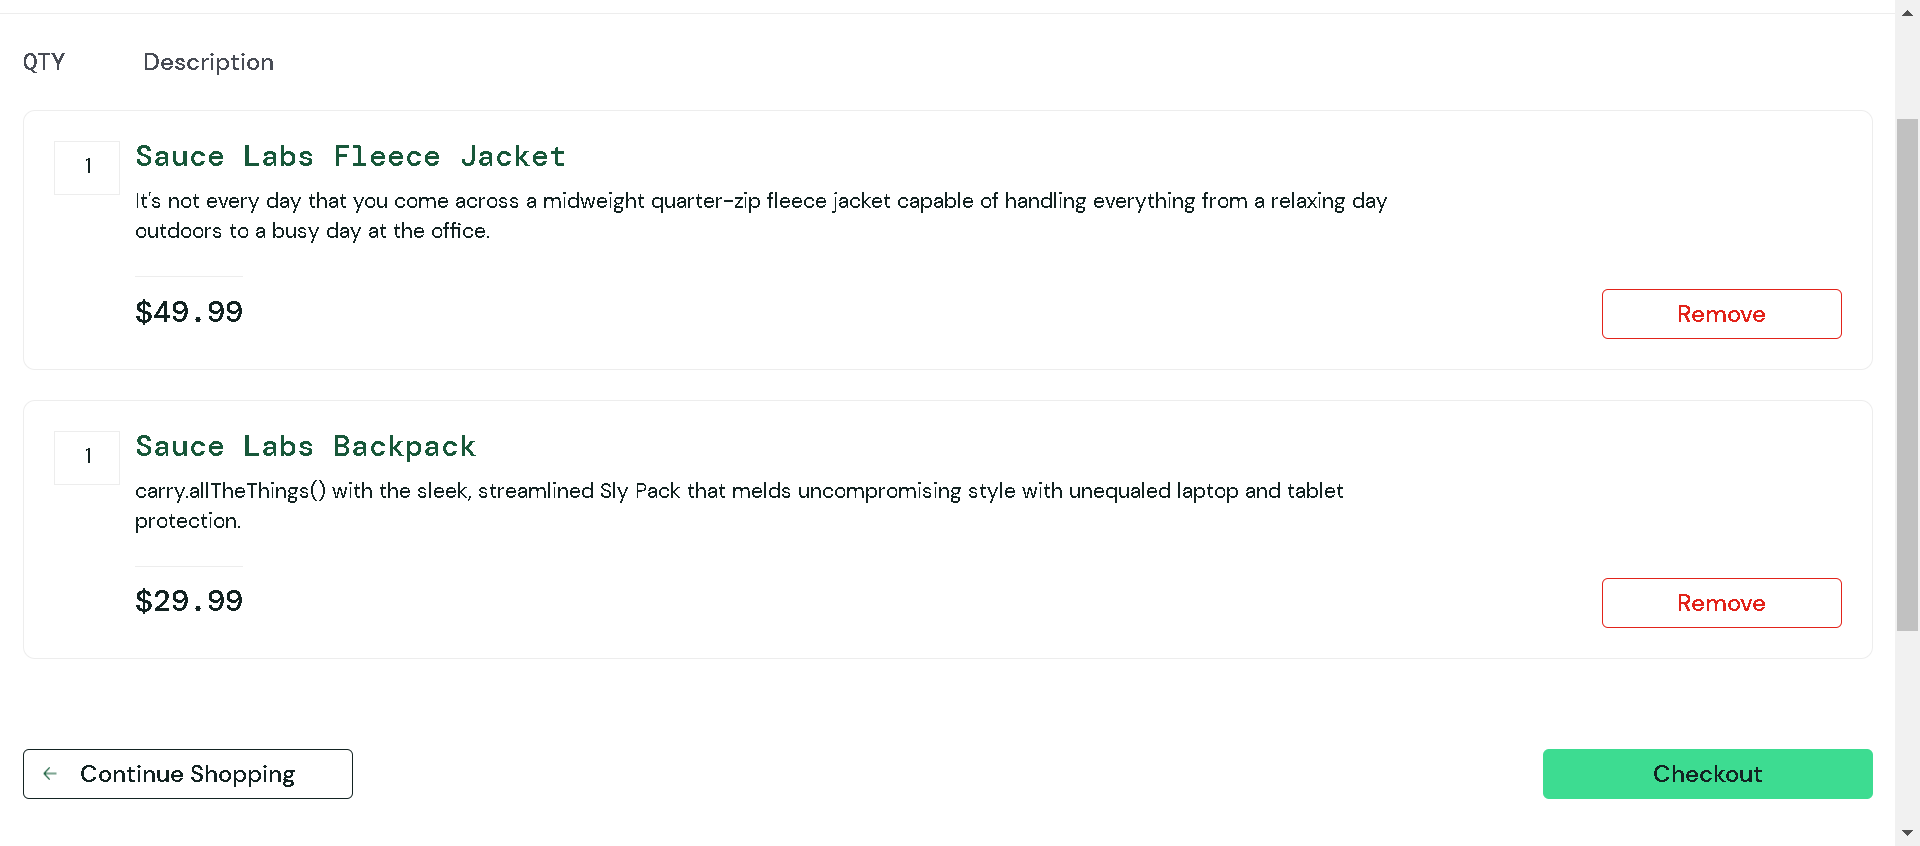 QTY Description
1 Sauce Labs Fleece Jacket
It's not every day that you come across a midweight quarter-zip fleece jacket capable of handling everything from a relaxing day
outdoors to a busy day at the office.
$49.99 Remove
1 Sauce Labs Backpack
carry.allTheThings() with the sleek, streamlined Sly Pack that melds uncompromising style with unequaled laptop and tablet
protection.
$29.99 Remove
Continue Shopping Checkout